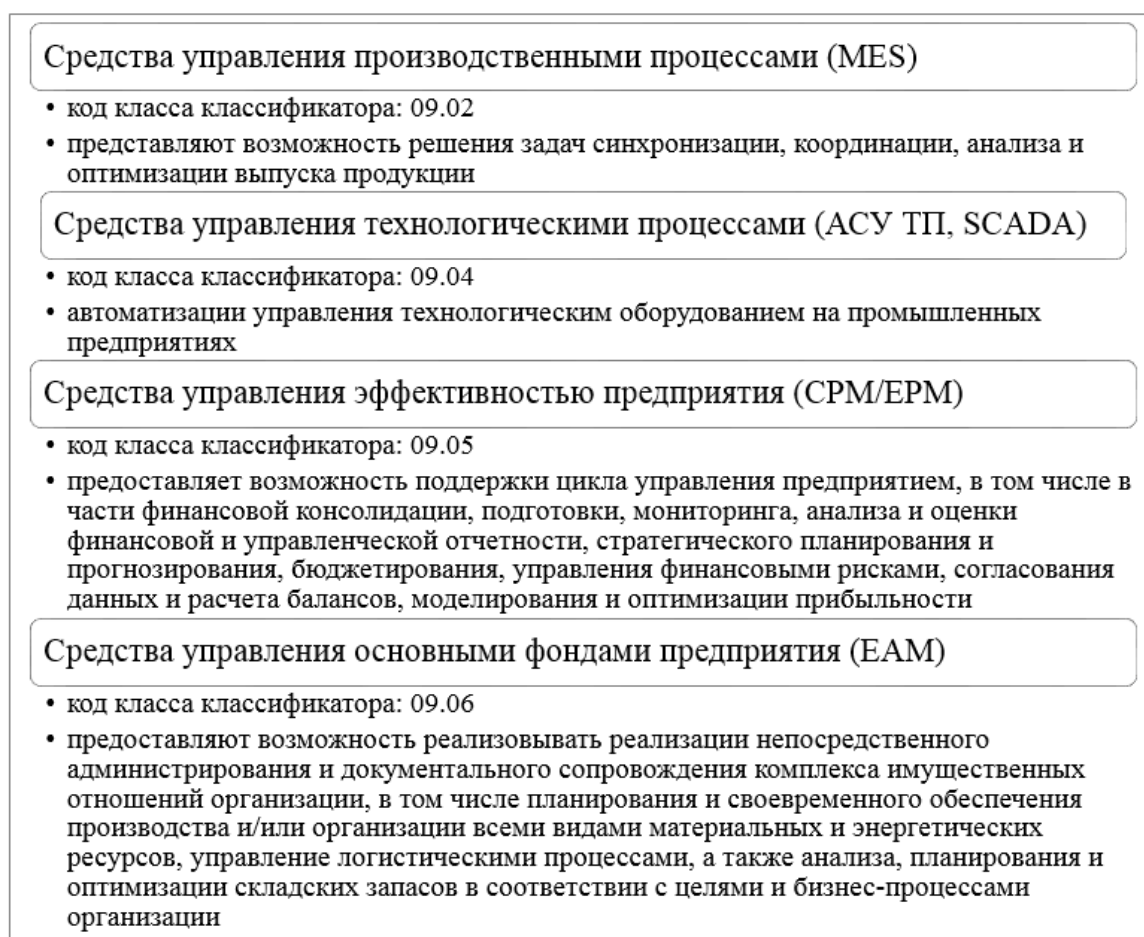 Средства управления производственными процессами (MES)
• код класса классификатора: 09.02
• представляют возможность решения задач синхронизации, координации, анализа и
оптимизации выпуска продукции
Средства управления технологическими процессами (АСУ ТП, SCADA)
• код класса классификатора: 09.04
• автоматизации управления технологическим оборудованием на промышленных
предприятиях
Средства управления эффективностью предприятия (CPM/EPM)
• код класса классификатора: 09.05
• предоставляет возможность поддержки цикла управления предприятием, в том числе в
части финансовой консолидации, подготовки, мониторинга, анализа и оценки
финансовой и управленческой отчетности, стратегического планирования и
прогнозирования, бюджетирования, управления финансовыми рисками, согласования
данных и расчета балансов, моделирования и оптимизации прибыльности
Средства управления основными фондами предприятия (EAM)
• код класса классификатора: 09.06
• предоставляют возможность реализовывать реализации непосредственного
администрирования и документального сопровождения комплекса имущественных
отношений организации, в том числе планирования и своевременного обеспечения
производства и/или организации всеми видами материальных и энергетических
ресурсов, управление логистическими процессами, а также анализа, планирования и
оптимизации складских запасов в соответствии с целями и бизнес-процессами
организации